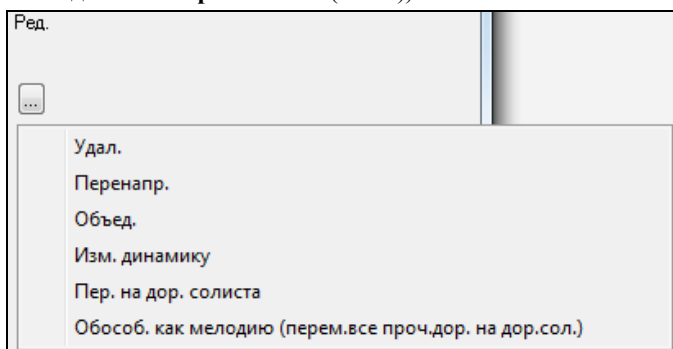 Ред.
...
Удал.
Перенапр.
Объед.
Изм. динамику
Пер. на дор. солиста
Обособ. как мелодию (перем.все проч.дор. на дор.сол.)